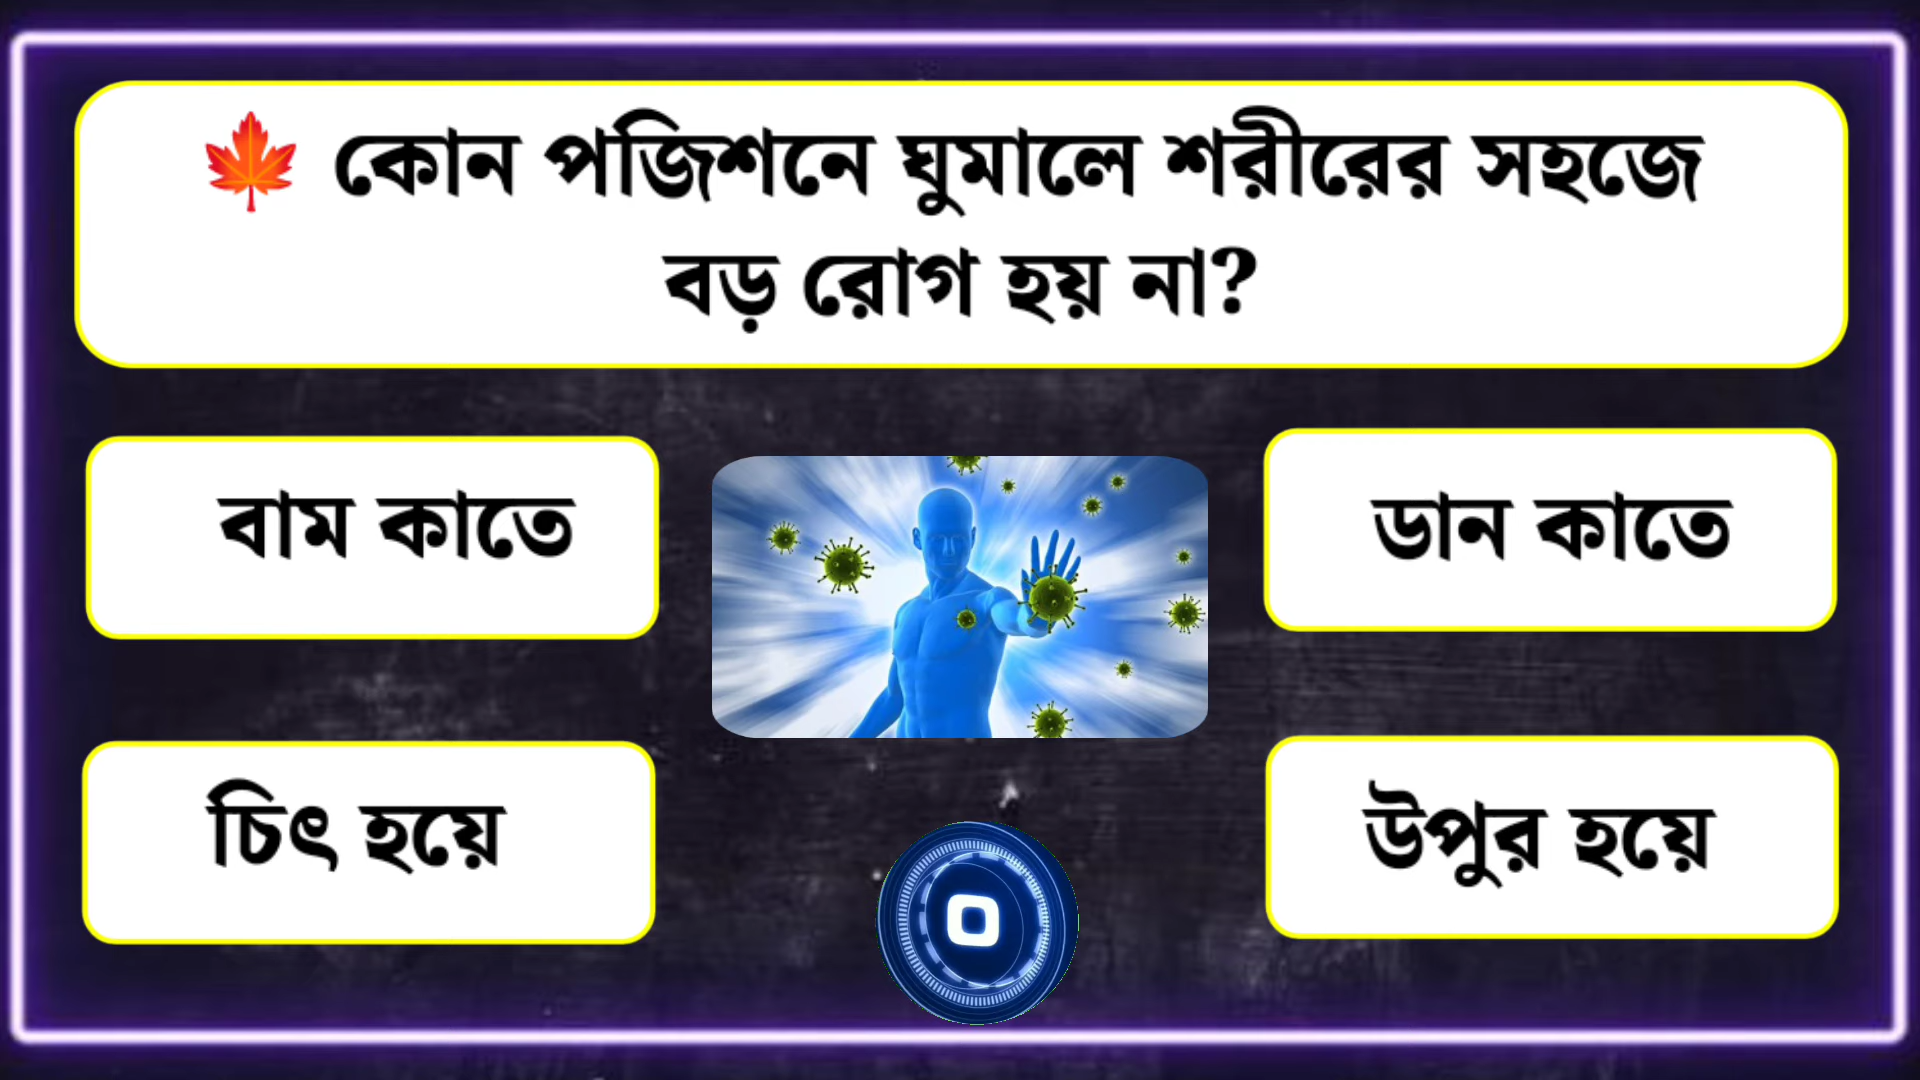 🍁 কোন পজিশনে ঘুমালে শরীরের সহজে
বড় রোগ হয় না?
বাম কাতে
ডান কাতে
চিৎ হয়ে
উপুর হয়ে
0